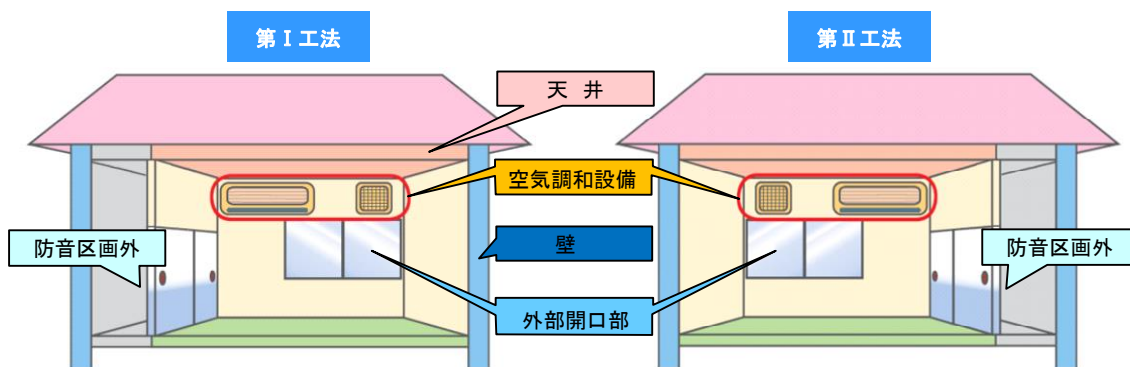 第Ⅰ工法
第Ⅱ工法
天 井
空気調和設備
防音区画外
壁
防音区画外
外部開口部